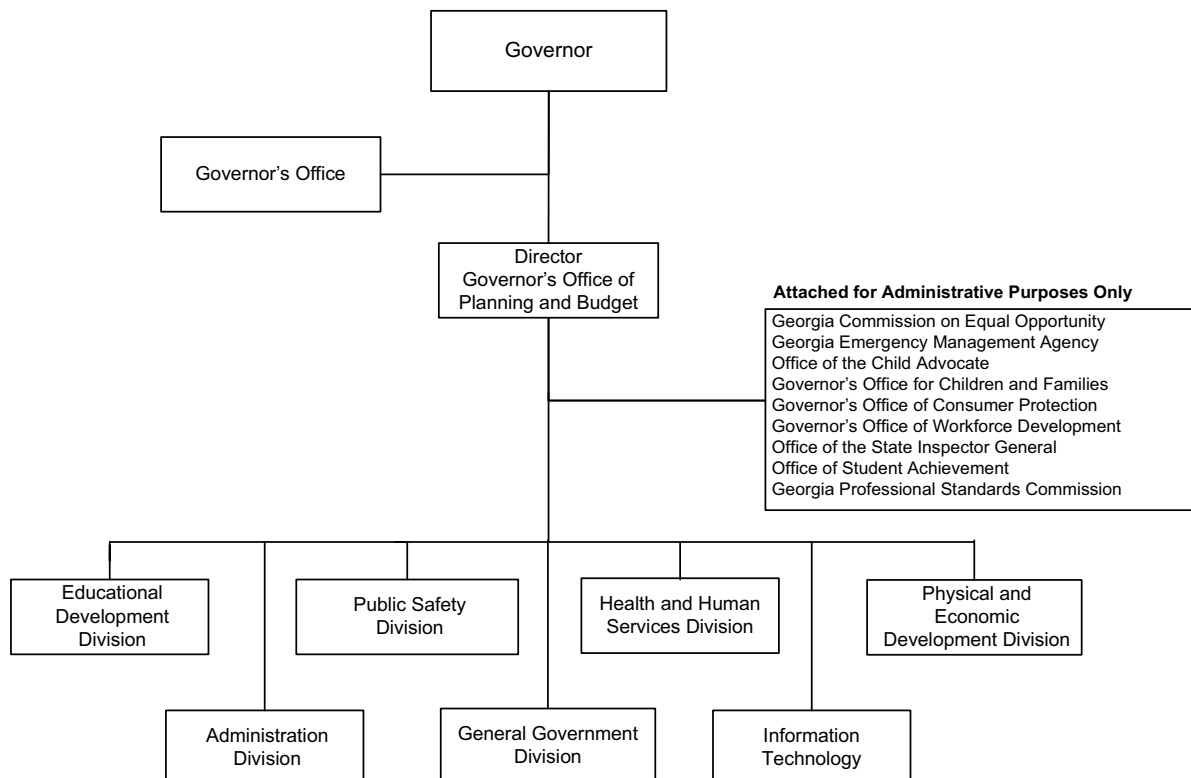 Governor
Governor’s Office
Director
Governor’s Office of
Planning and Budget
Attached for Administrative Purposes Only
Georgia Commission on Equal Opportunity
Georgia Emergency Management Agency
Office of the Child Advocate
Governor’s Office for Children and Families
Governor’s Office of Consumer Protection
Governor’s Office of Workforce Development
Office of the State Inspector General
Office of Student Achievement
Georgia Professional Standards Commission
Educational
Development
Division
Public Safety
Division
Health and Human
Services Division
Physical and
Economic
Development Division
Administration
Division
General Government
Division
Information
Technology